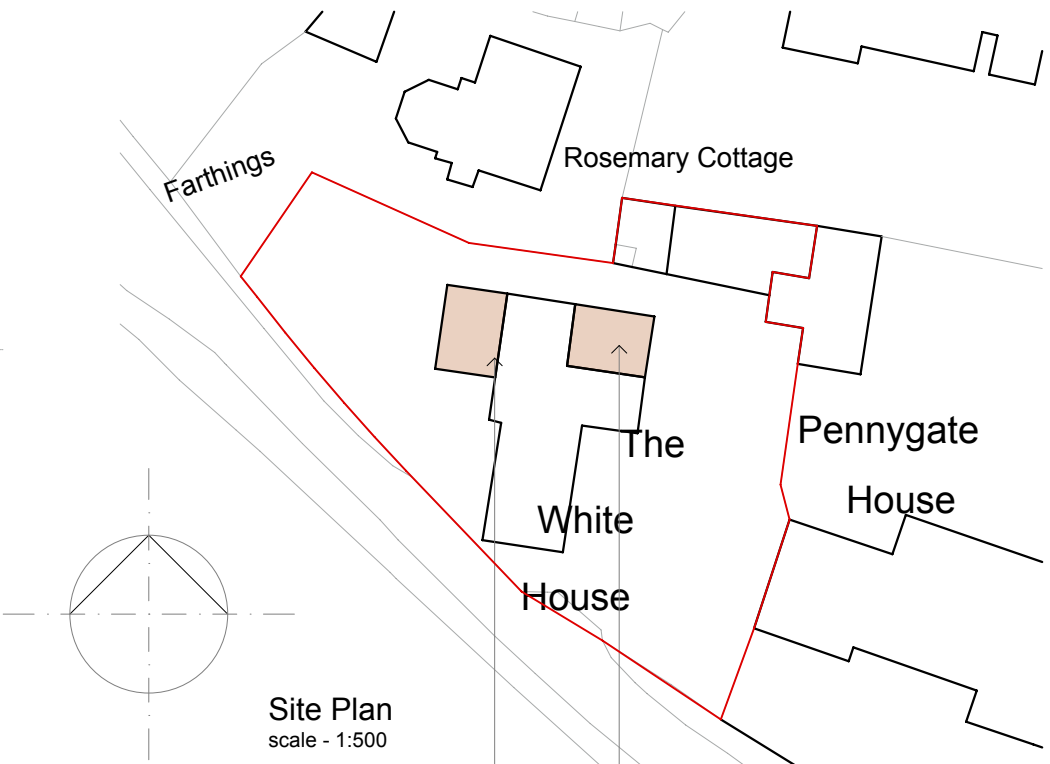 Farthings
Rosemary Cottage
The
White
House
Pennygate
House
Site Plan
scale - 1:500